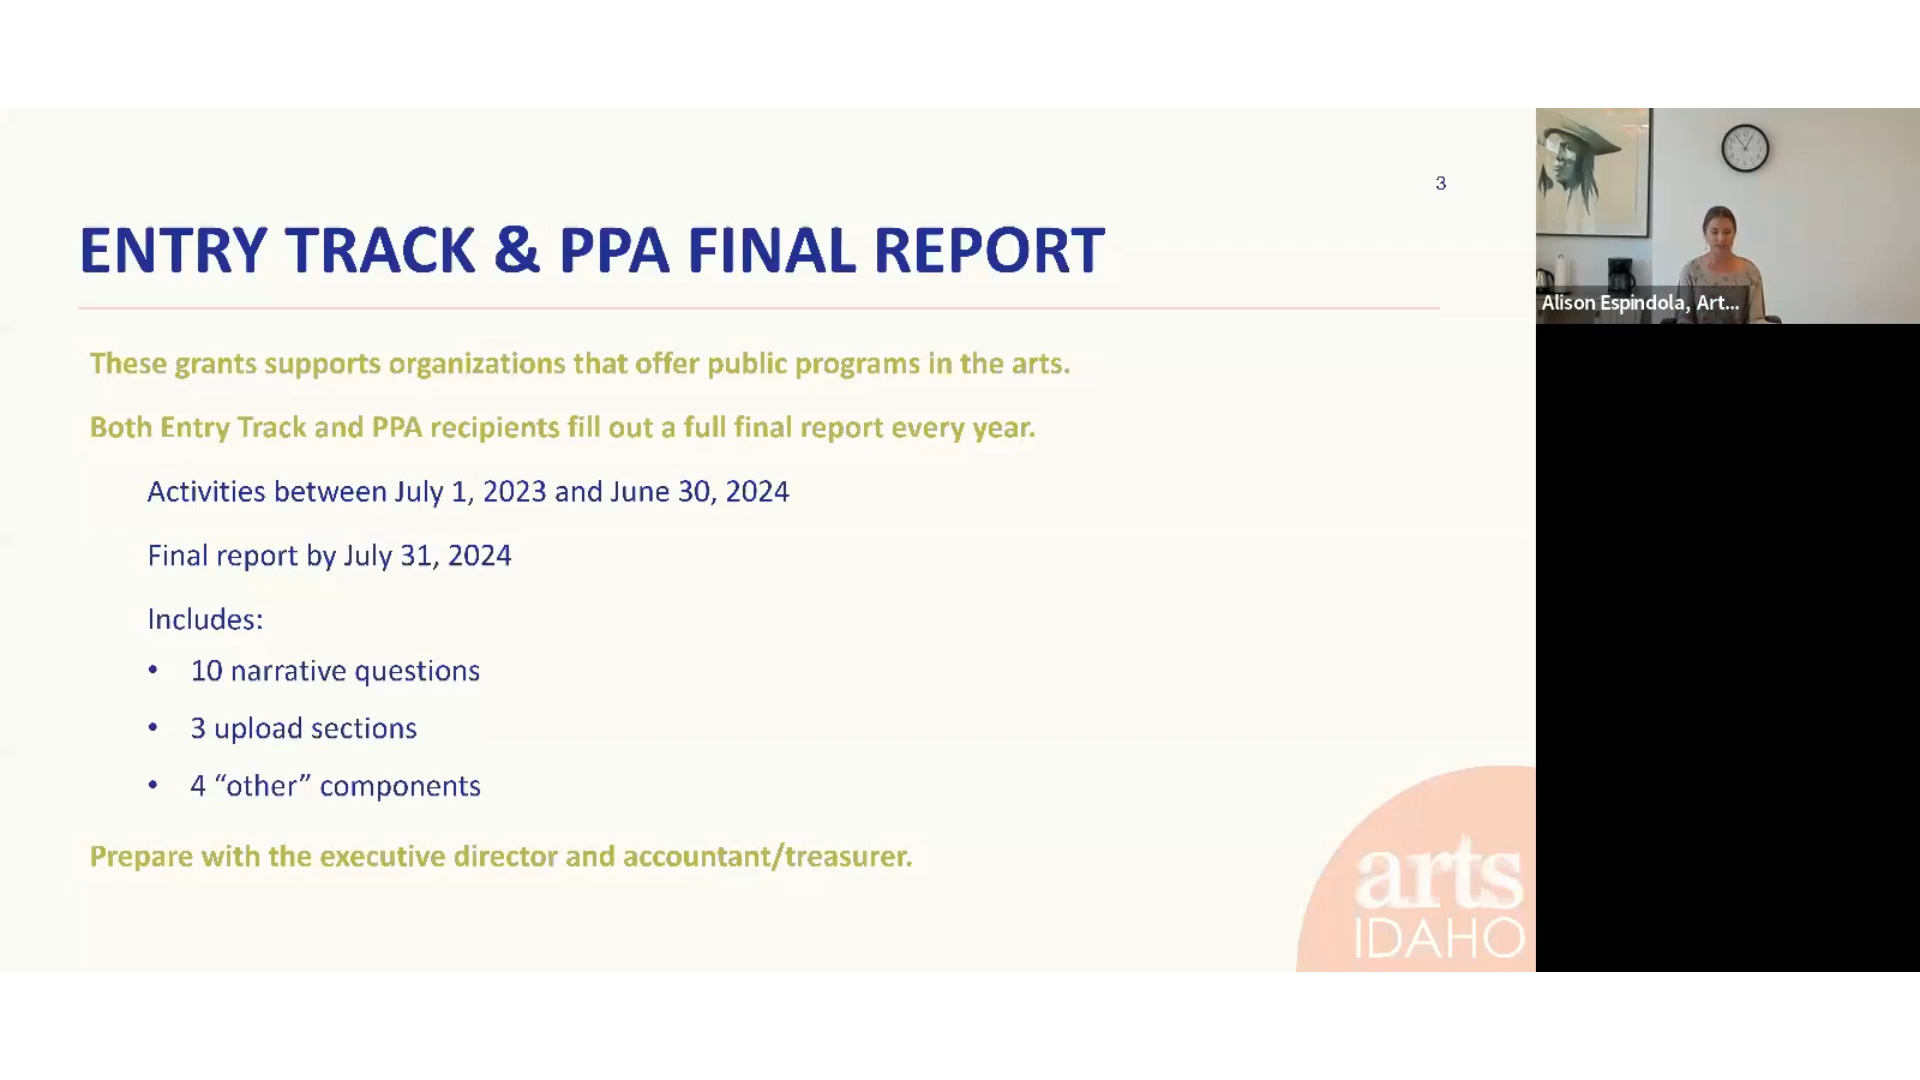 3
ENTRY TRACK & PPA FINAL REPORT
These grants supports organizations that offer public programs in the arts.
Both Entry Track and PPA recipients fill out a full final report every year.
Activities between July 1, 2023 and June 30, 2024
Final report by July 31, 2024
Includes:
• 10 narrative questions
• 3 upload sections
• 4 “other” components
Prepare with the executive director and accountant/treasurer.
arts
IDAHO
Alison Espindola, Art...